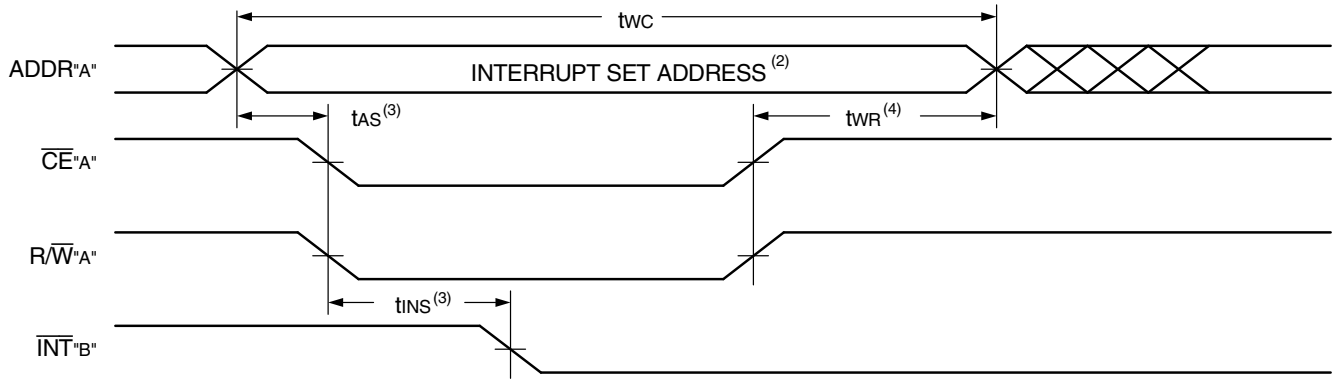 tWC
ADDR"A"
INTERRUPT SET ADDRESS (2)
tAS(3)
tWR(4)
CE"A"
R/W"A"
tINS(3)
INT"B"